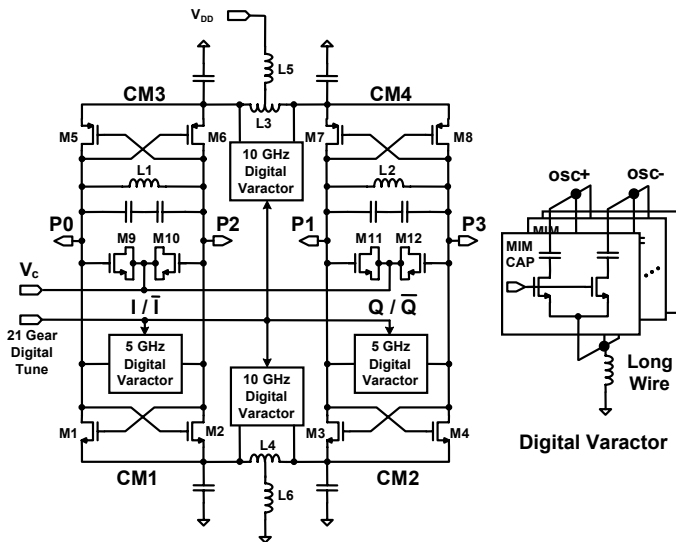 V_DD
L5
CM3
CM4
L3
M5
M6
M7
M8
10 GHz
Digital
Varactor
L1
L2
osc+
osc-
P0
P2
P1
P3
MIM
MIM
CAP
M9
M10
M11
M12
V_C
I / I̅
Q / Q̅
21 Gear
Digital
Tune
5 GHz
Digital
Varactor
10 GHz
Digital
Varactor
5 GHz
Digital
Varactor
Long
Wire
M1
M2
M3
M4
L4
CM1
CM2
L6
Digital Varactor